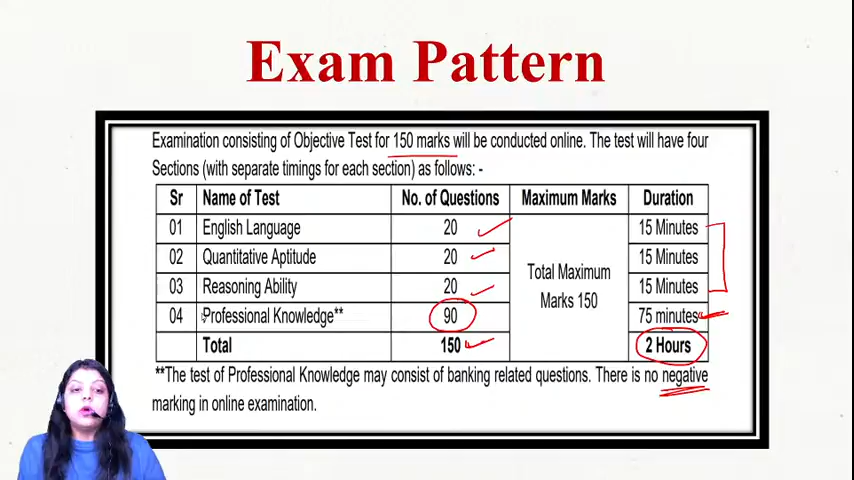 Exam Pattern
Examination consisting of Objective Test for 150 marks will be conducted online. The test will have four
Sections (with separate timings for each section) as follows: -
Sr Name of Test No. of Questions Maximum Marks Duration
01 English Language 20 15 Minutes
02 Quantitative Aptitude 20 15 Minutes
Total Maximum
03 Reasoning Ability 20 15 Minutes
Marks 150
04 Professional Knowledge** 90 75 minutes
Total 150 2 Hours
**The test of Professional Knowledge may consist of banking related questions. There is no negative
marking in online examination.